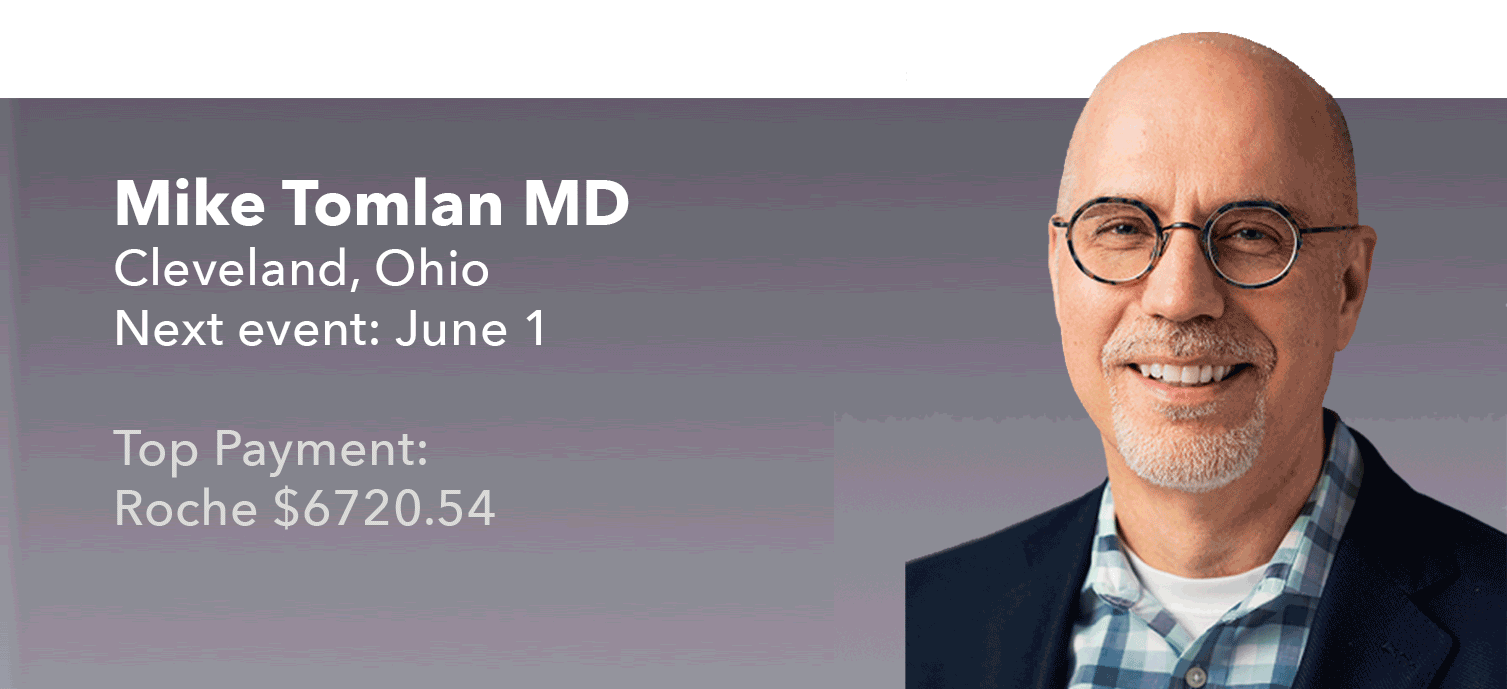 Mike Tomlan MD
Cleveland, Ohio
Next event: June 1
Top Payment:
Roche $6720.54